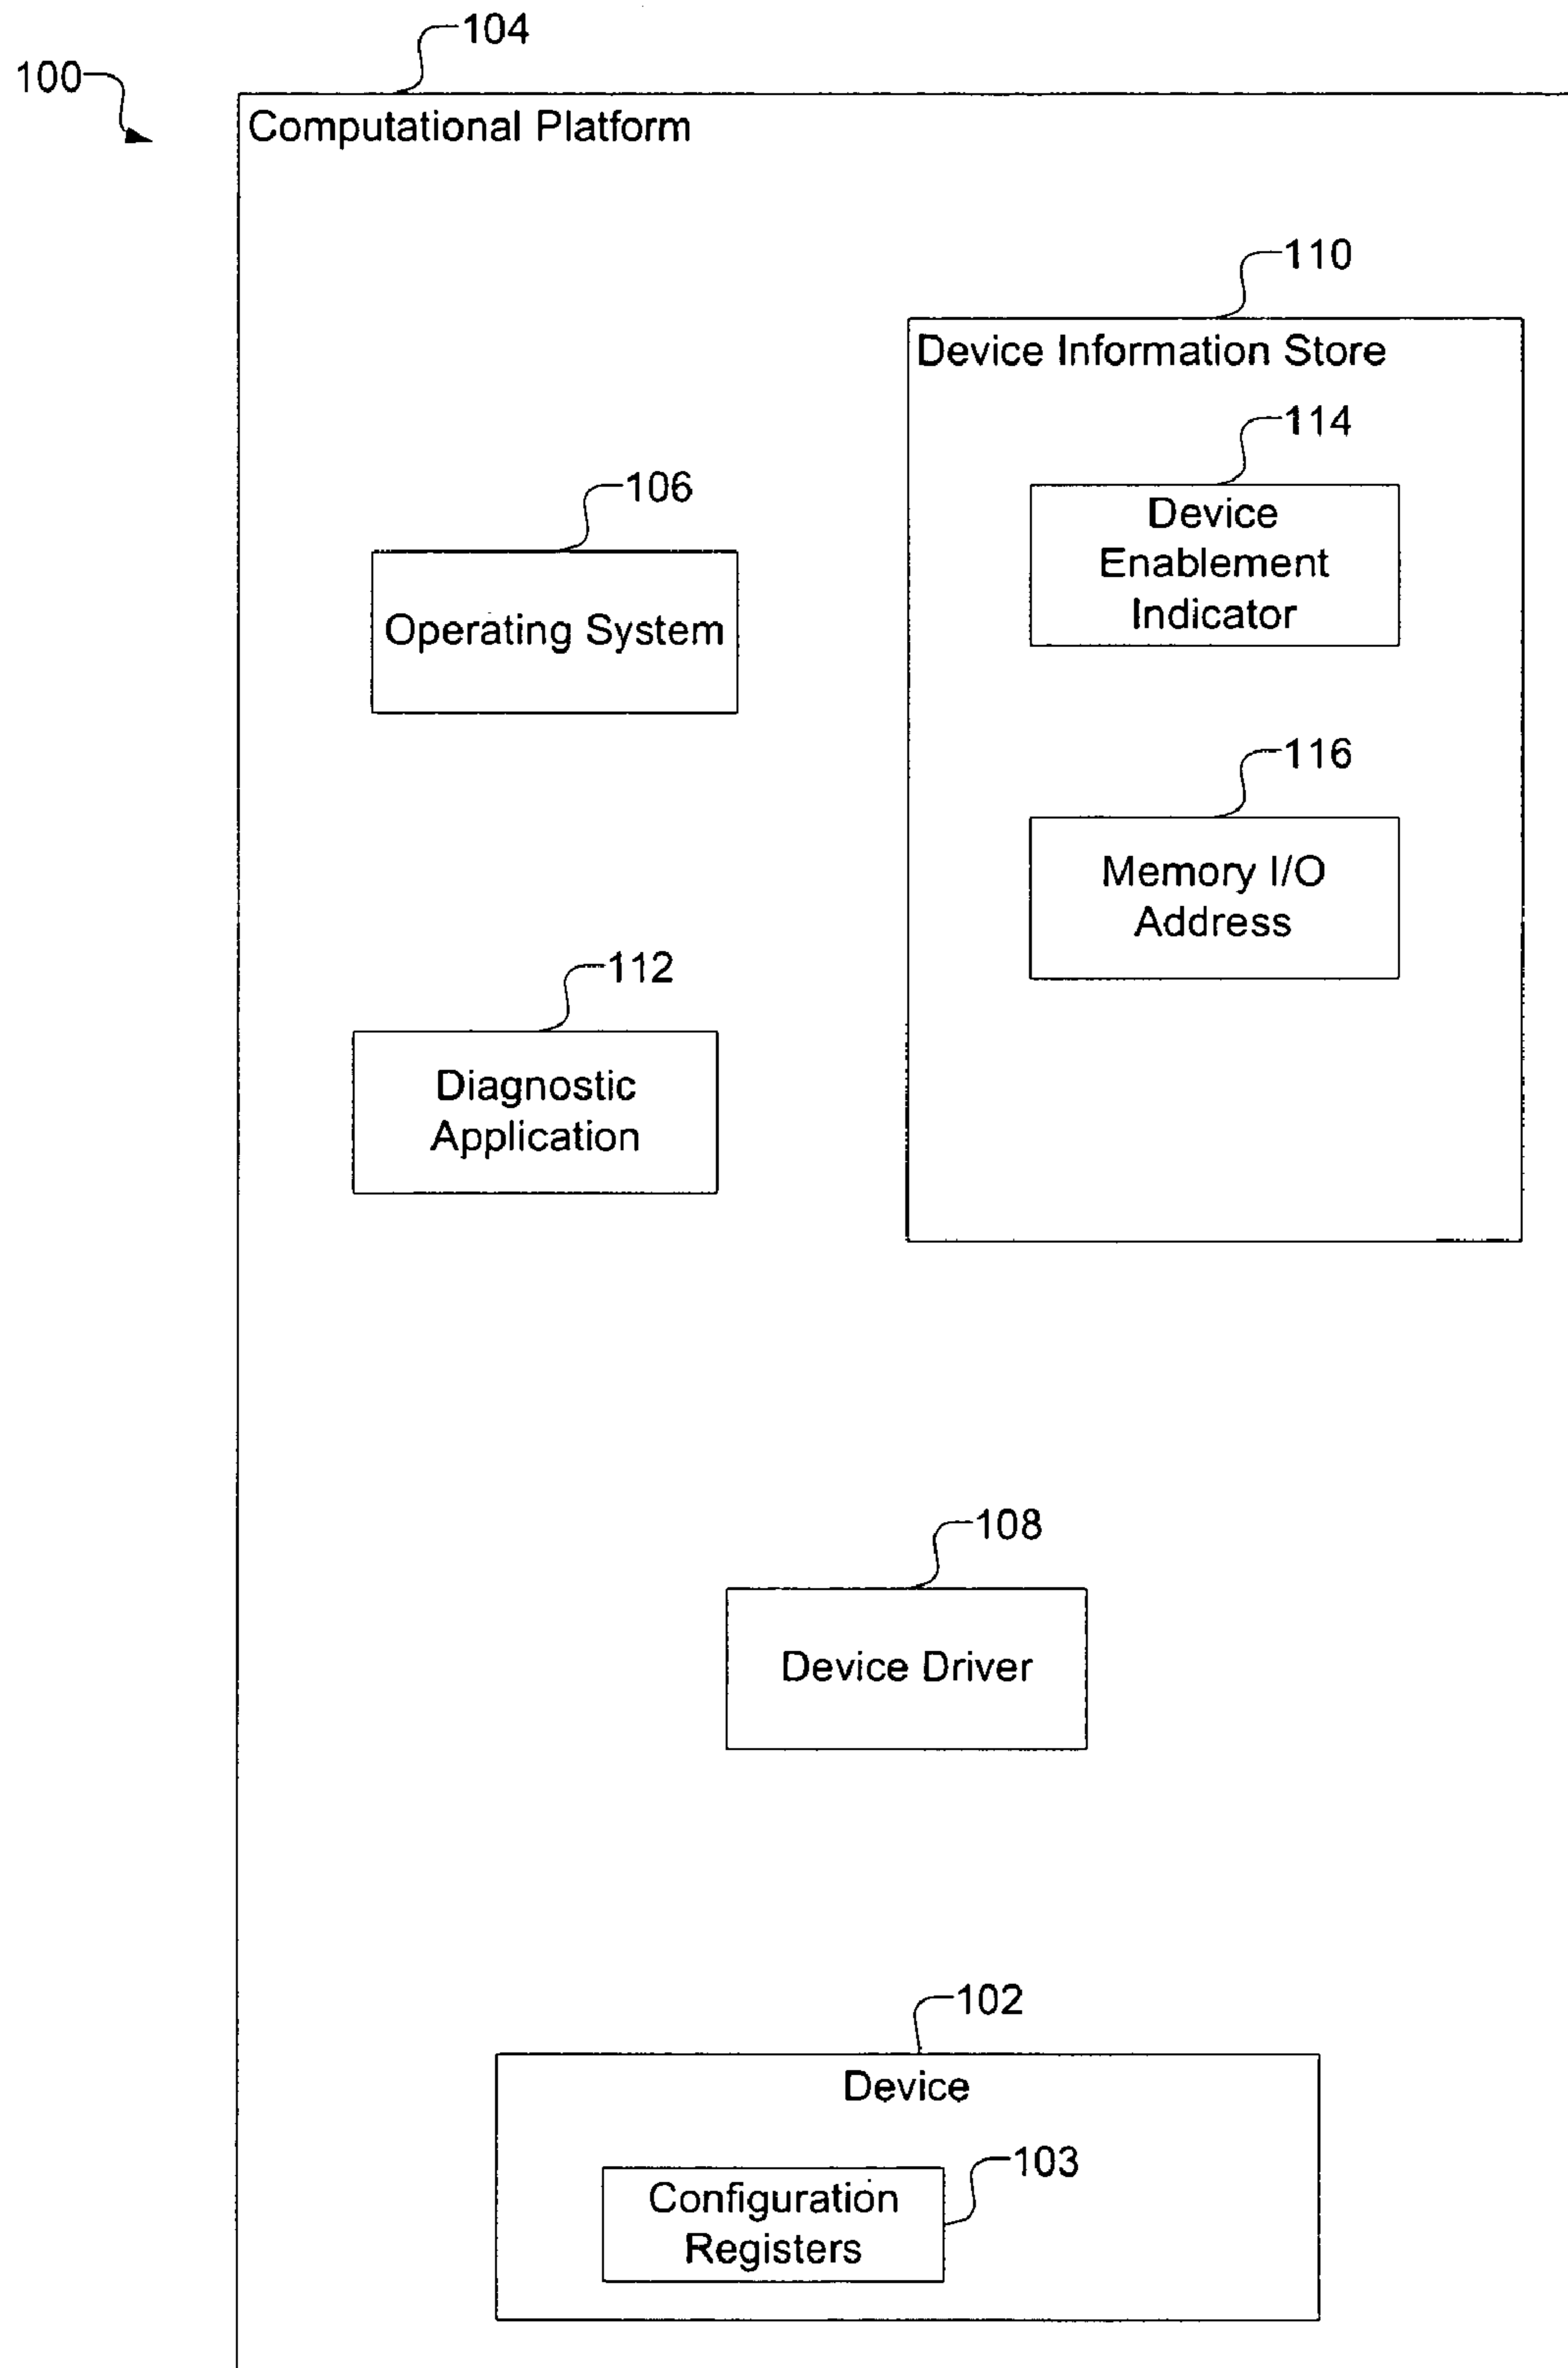 104
100
Computational Platform
110
Device Information Store
114
Device
Enablement
Indicator
106
Operating System
116
Memory I/O
Address
112
Diagnostic
Application
108
Device Driver
102
Device
103
Configuration
Registers